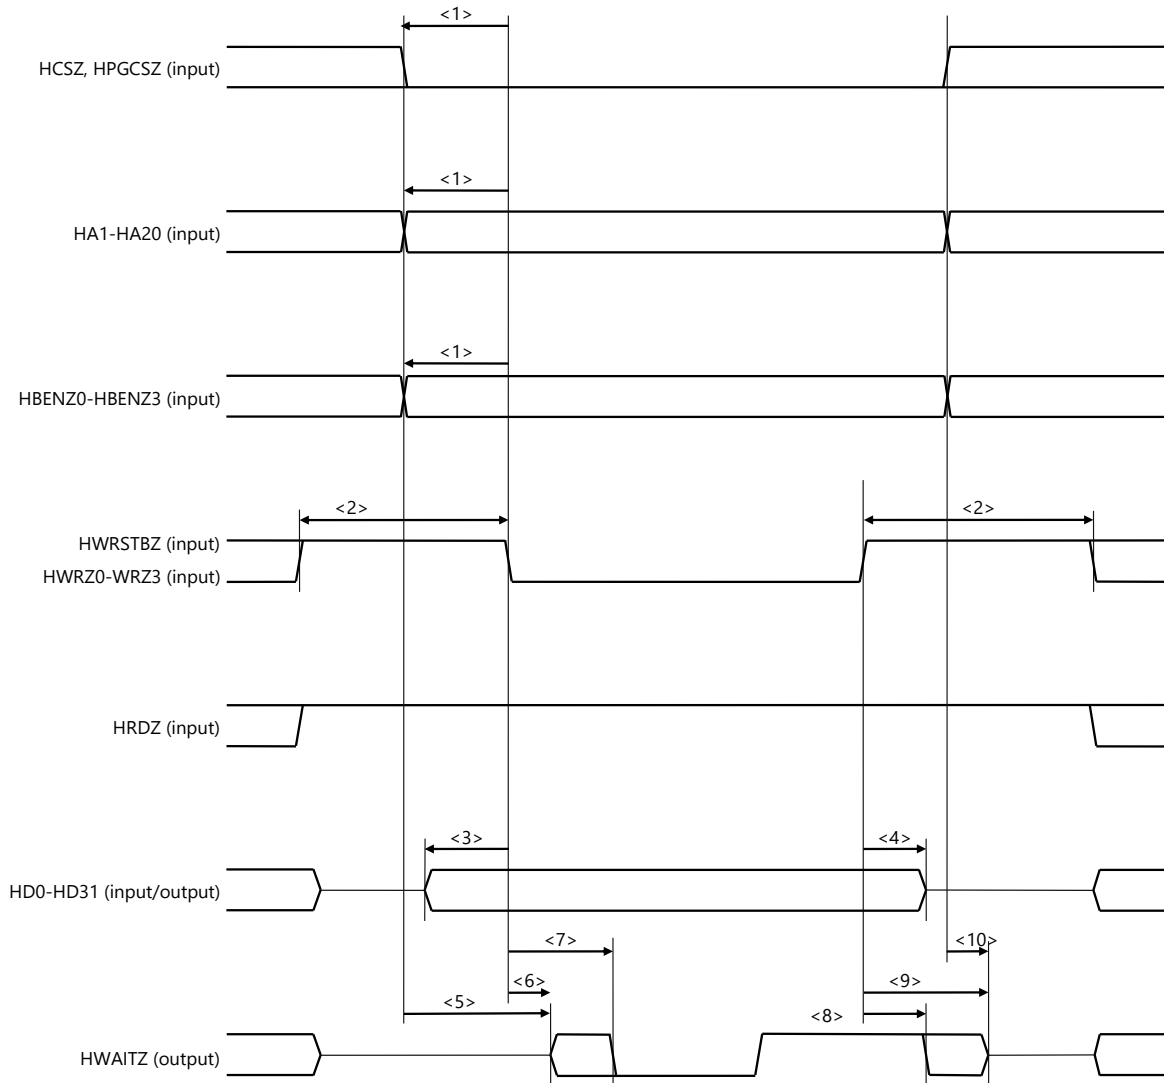 <1>
HCSZ, HPGCSZ (input)
<1>
HA1-HA20 (input)
<1>
HBENZ0-HBENZ3 (input)
<2> <2>
HWRSTBZ (input)
HWRZ0-WRZ3 (input)
HRDZ (input)
<3> <4>
HD0-HD31 (input/output)
<7> <10>
<6> <9>
<5> <8>
HWAITZ (output)